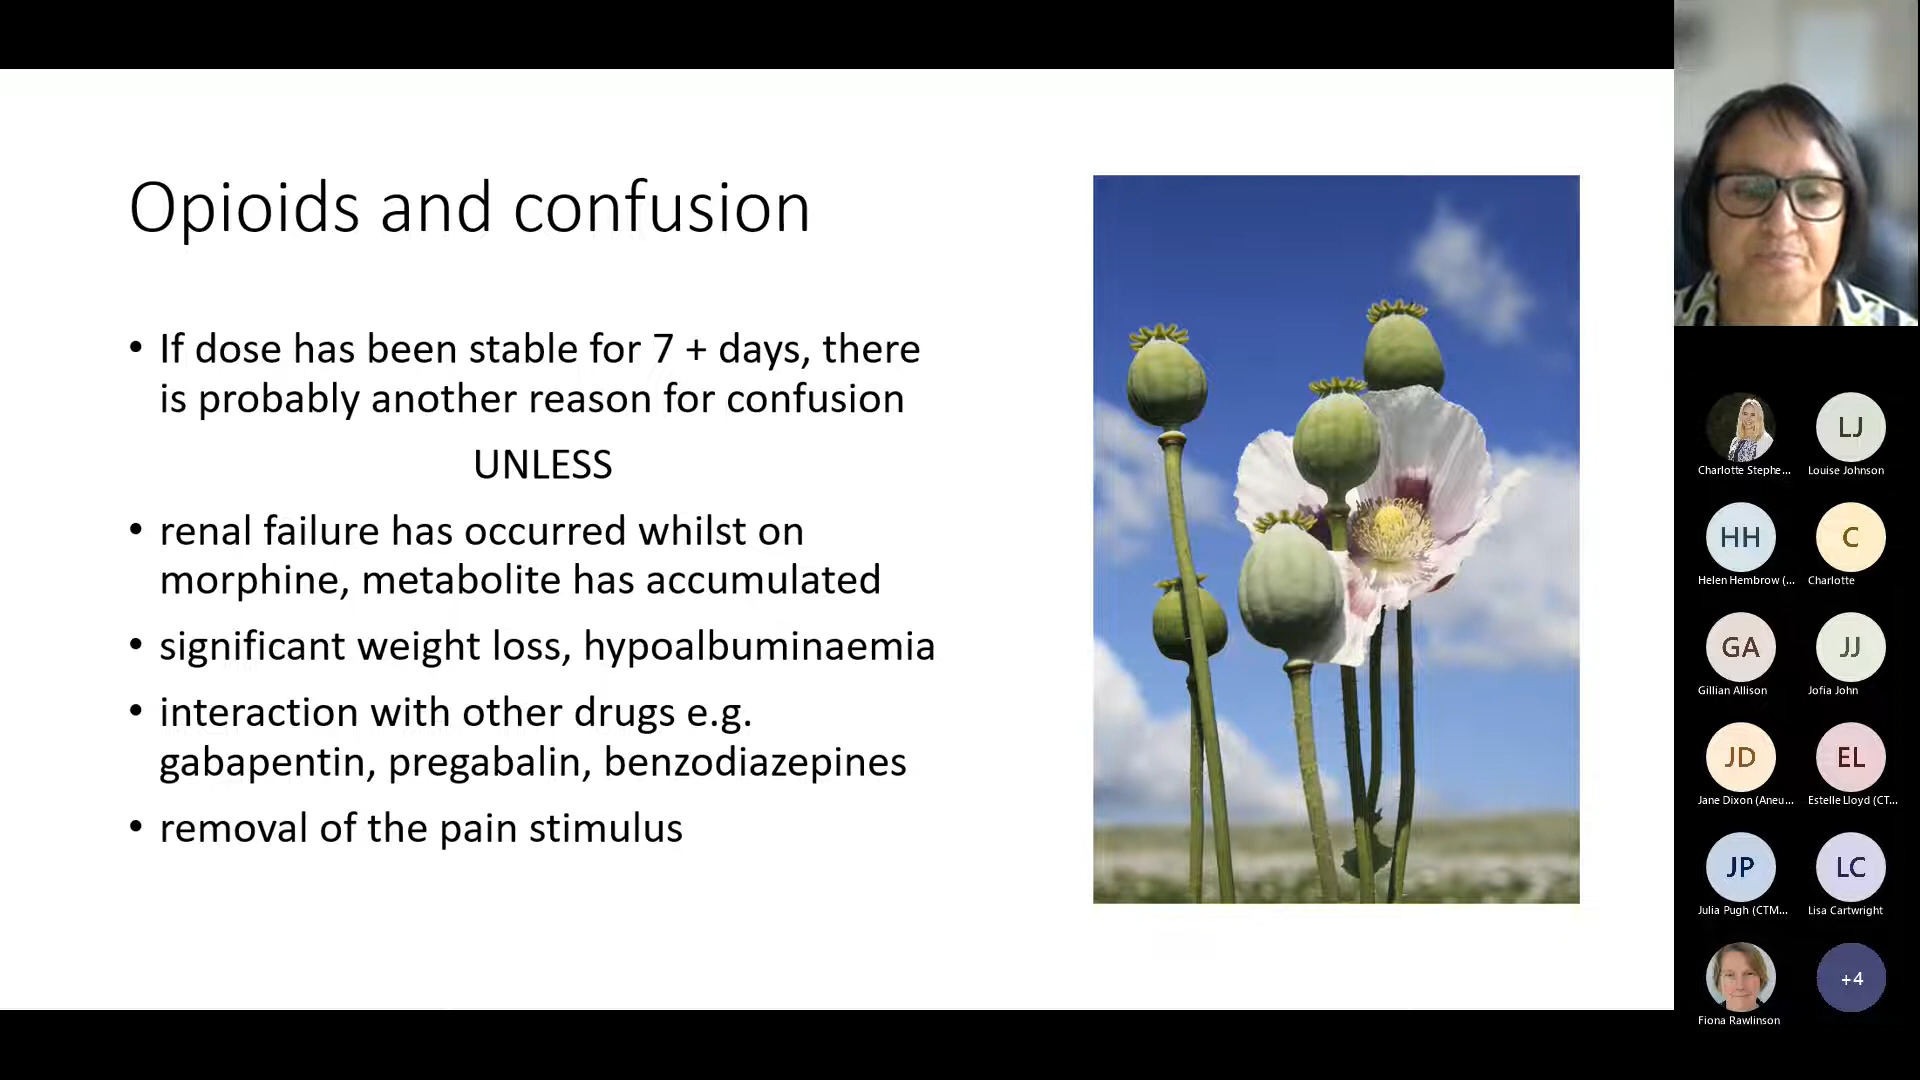 Opioids and confusion
• If dose has been stable for 7 + days, there
is probably another reason for confusion
UNLESS
• renal failure has occurred whilst on
morphine, metabolite has accumulated
• significant weight loss, hypoalbuminaemia
• interaction with other drugs e.g.
gabapentin, pregabalin, benzodiazepines
• removal of the pain stimulus
Charlotte Stephe...
LJ
Louise Johnson
HH
Helen Hembrow (...
C
Charlotte
GA
Gillian Allison
JJ
Jofia John
JD
Jane Dixon (Aneu...
EL
Estelle Lloyd (CT...
JP
Julia Pugh (CTM...
LC
Lisa Cartwright
Fiona Rawlinson
+4